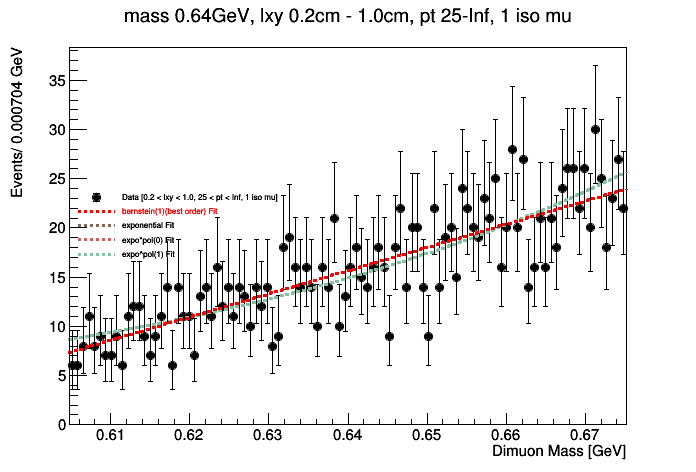 mass 0.64GeV, lxy 0.2cm - 1.0cm, pt 25-Inf, 1 iso mu
Events/ 0.000704 GeV
35
30
25
20
15
10
5
0
Data [0.2 < lxy < 1.0, 25 < pt < Inf, 1 iso mu]
bernstein(1)(best order) Fit
exponential Fit
expo*pol(0) Fit
expo*pol(1) Fit
0.61
0.62
0.63
0.64
0.65
0.66
0.67
Dimuon Mass [GeV]